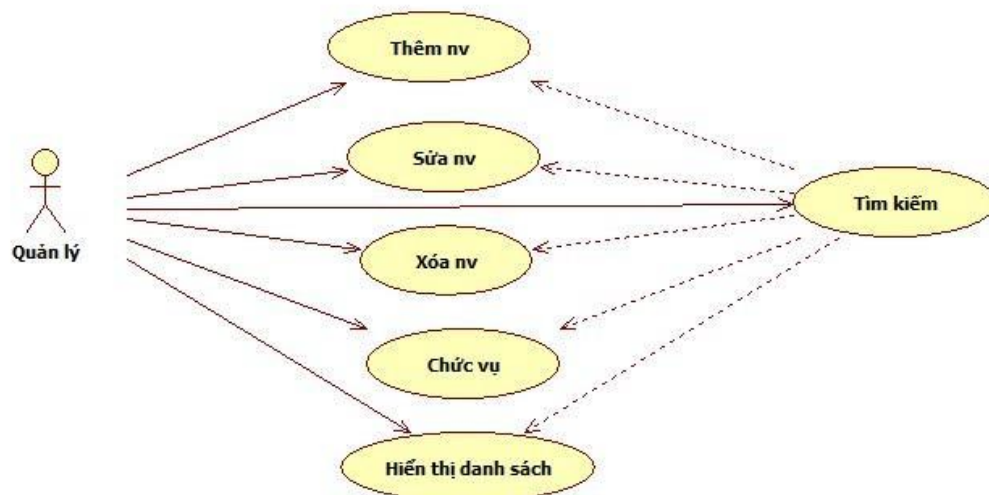 Thêm nv
Sửa nv
Tìm kiếm
Quản lý
Xóa nv
Chức vụ
Hiển thị danh sách